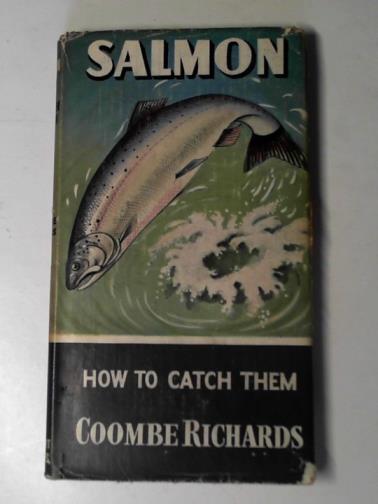 SALMON
HOW TO CATCH THEM
COOMBE RICHARDS